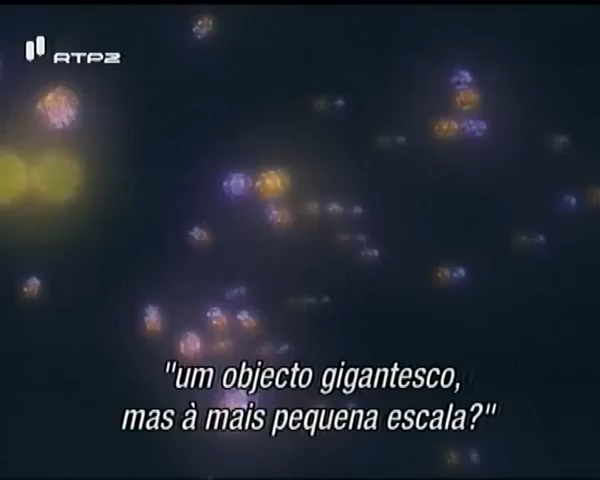 RTP2
"um objecto gigantesco,
mas à mais pequena escala?"